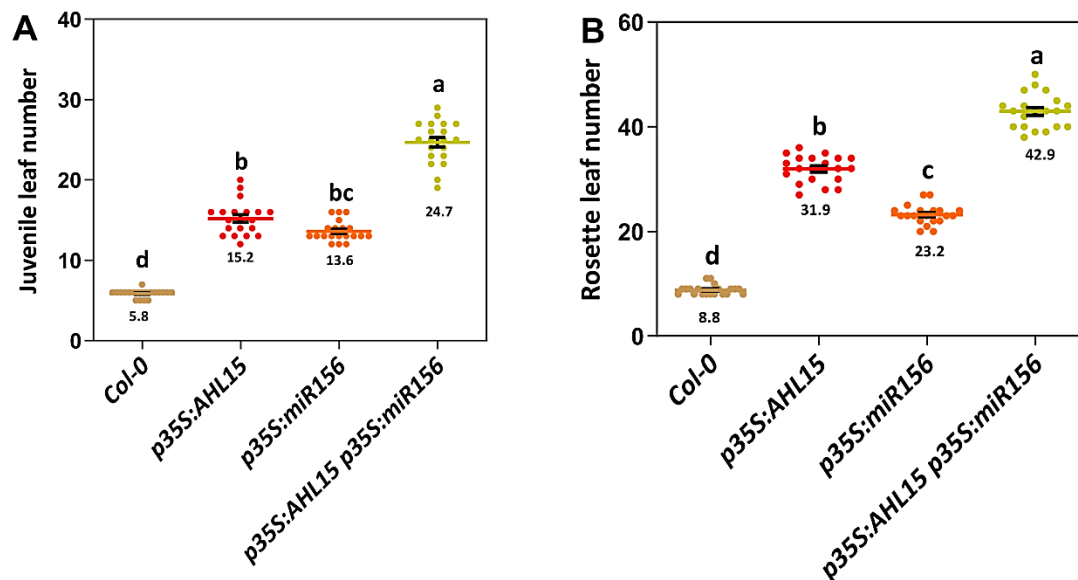 A
Juvenile leaf number
40
30
20
10
0
d
5.8
b
15.2
bc
13.6
a
24.7
Col-0
p35S:AHL15
p35S:miR156
p35S:AHL15 p35S:miR156
B
Rosette leaf number
60
40
20
0
d
8.8
b
31.9
c
23.2
a
42.9
Col-0
p35S:AHL15
p35S:miR156
p35S:AHL15 p35S:miR156